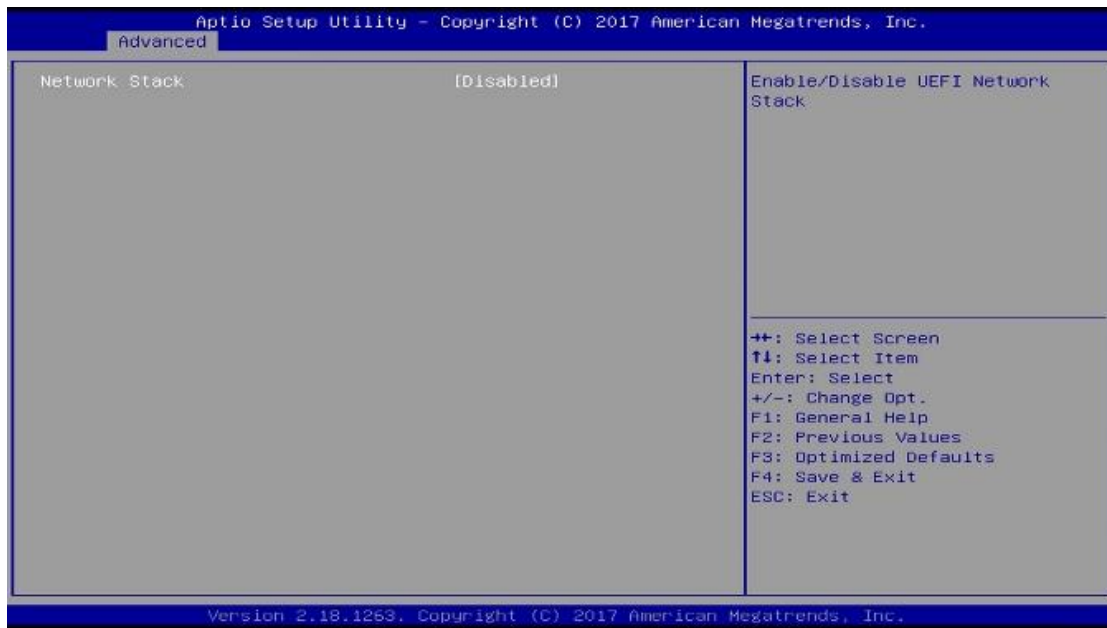 Aptio Setup Utility - Copyright (C) 2017 American Megatrends, Inc.
Advanced
Network Stack [Disabled]
Enable/Disable UEFI Network
Stack
→←: Select Screen
↑↓: Select Item
Enter: Select
+/-: Change Opt.
F1: General Help
F2: Previous Values
F3: Optimized Defaults
F4: Save & Exit
ESC: Exit
Version 2.18.1263. Copyright (C) 2017 American Megatrends, Inc.